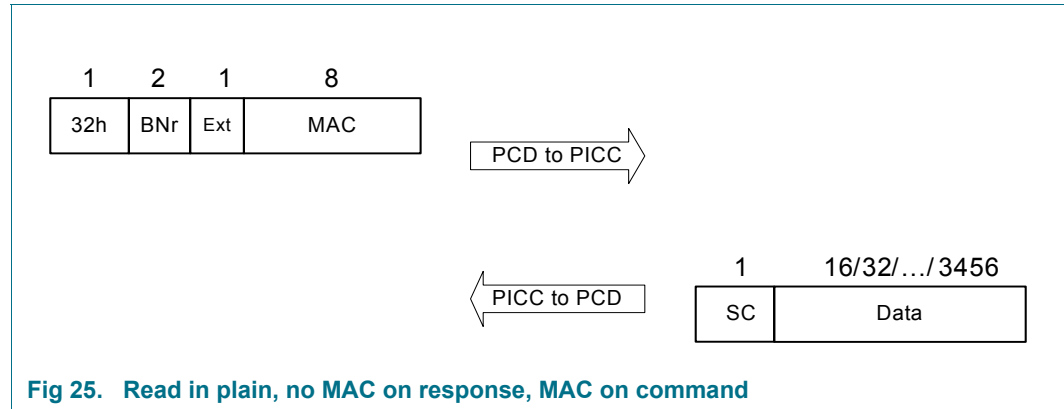 1 2 1 8
32h BNr Ext MAC
PCD to PICC
1 16/32/…/3456
PICC to PCD
SC Data
Fig 25. Read in plain, no MAC on response, MAC on command